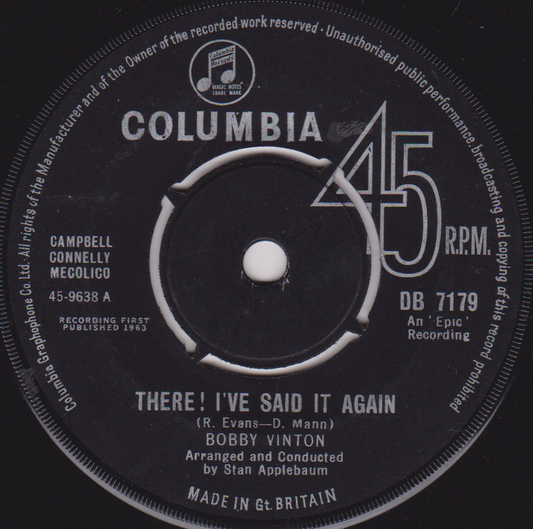 Columbia Graphophone Co. Ltd. All rights of the Manufacturer and of the Owner of the recorded work reserved · Unauthorised public performance, broadcasting and copying of this record prohibited
Columbia
Records
MAGIC NOTES
TRADE MARK
COLUMBIA
45 R.P.M.
CAMPBELL
CONNELLY
MECOLICO
45-9638 A
RECORDING FIRST
PUBLISHED 1963
DB 7179
An 'Epic'
Recording
THERE! I'VE SAID IT AGAIN
(R. Evans—D. Mann)
BOBBY VINTON
Arranged and Conducted
by Stan Applebaum
MADE IN Gt. BRITAIN